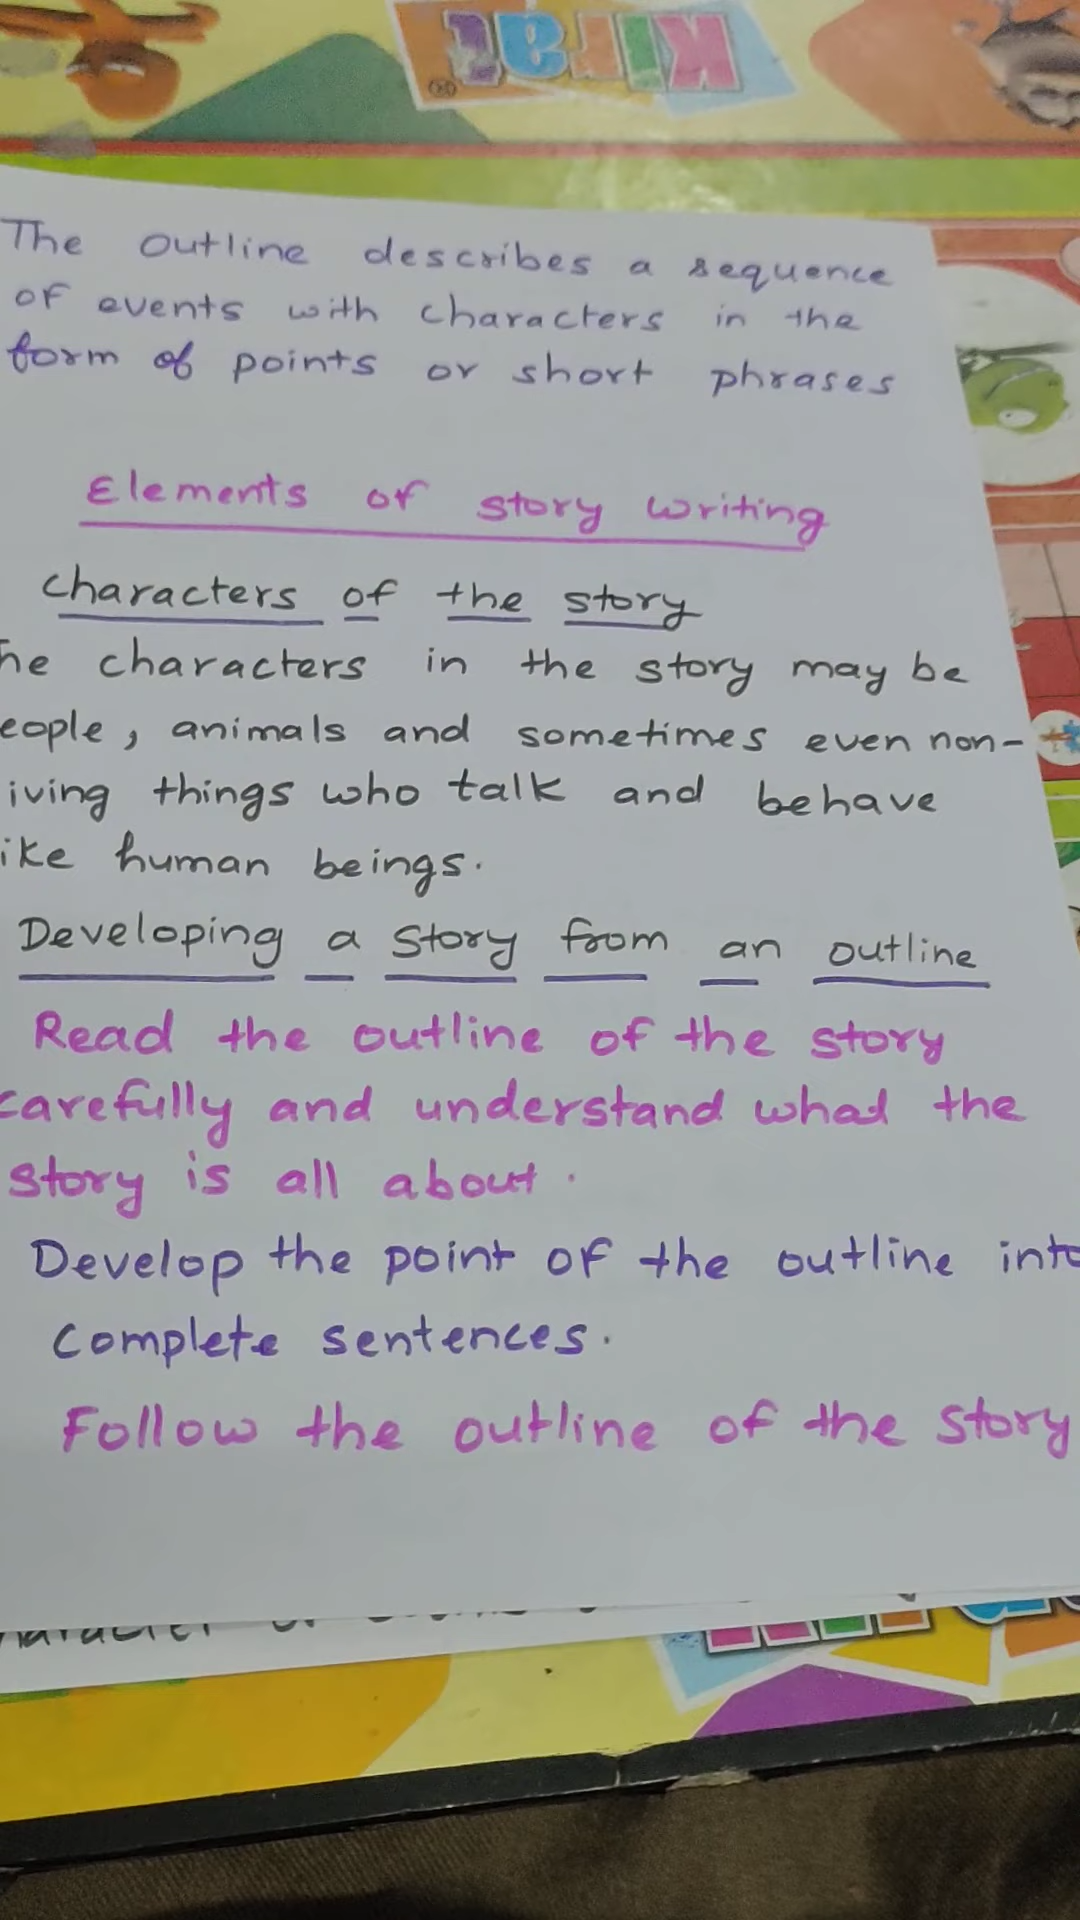 KIRAT
The outline describes a sequence
of events with characters in the
form of points or short phrases
Elements of story writing
characters of the story
he characters in the story may be
eople, animals and sometimes even non-
iving things who talk and behave
ike human beings.
Developing a story from an outline
Read the outline of the story
carefully and understand what the
story is all about.
Develop the point of the outline into
complete sentences.
Follow the outline of the story